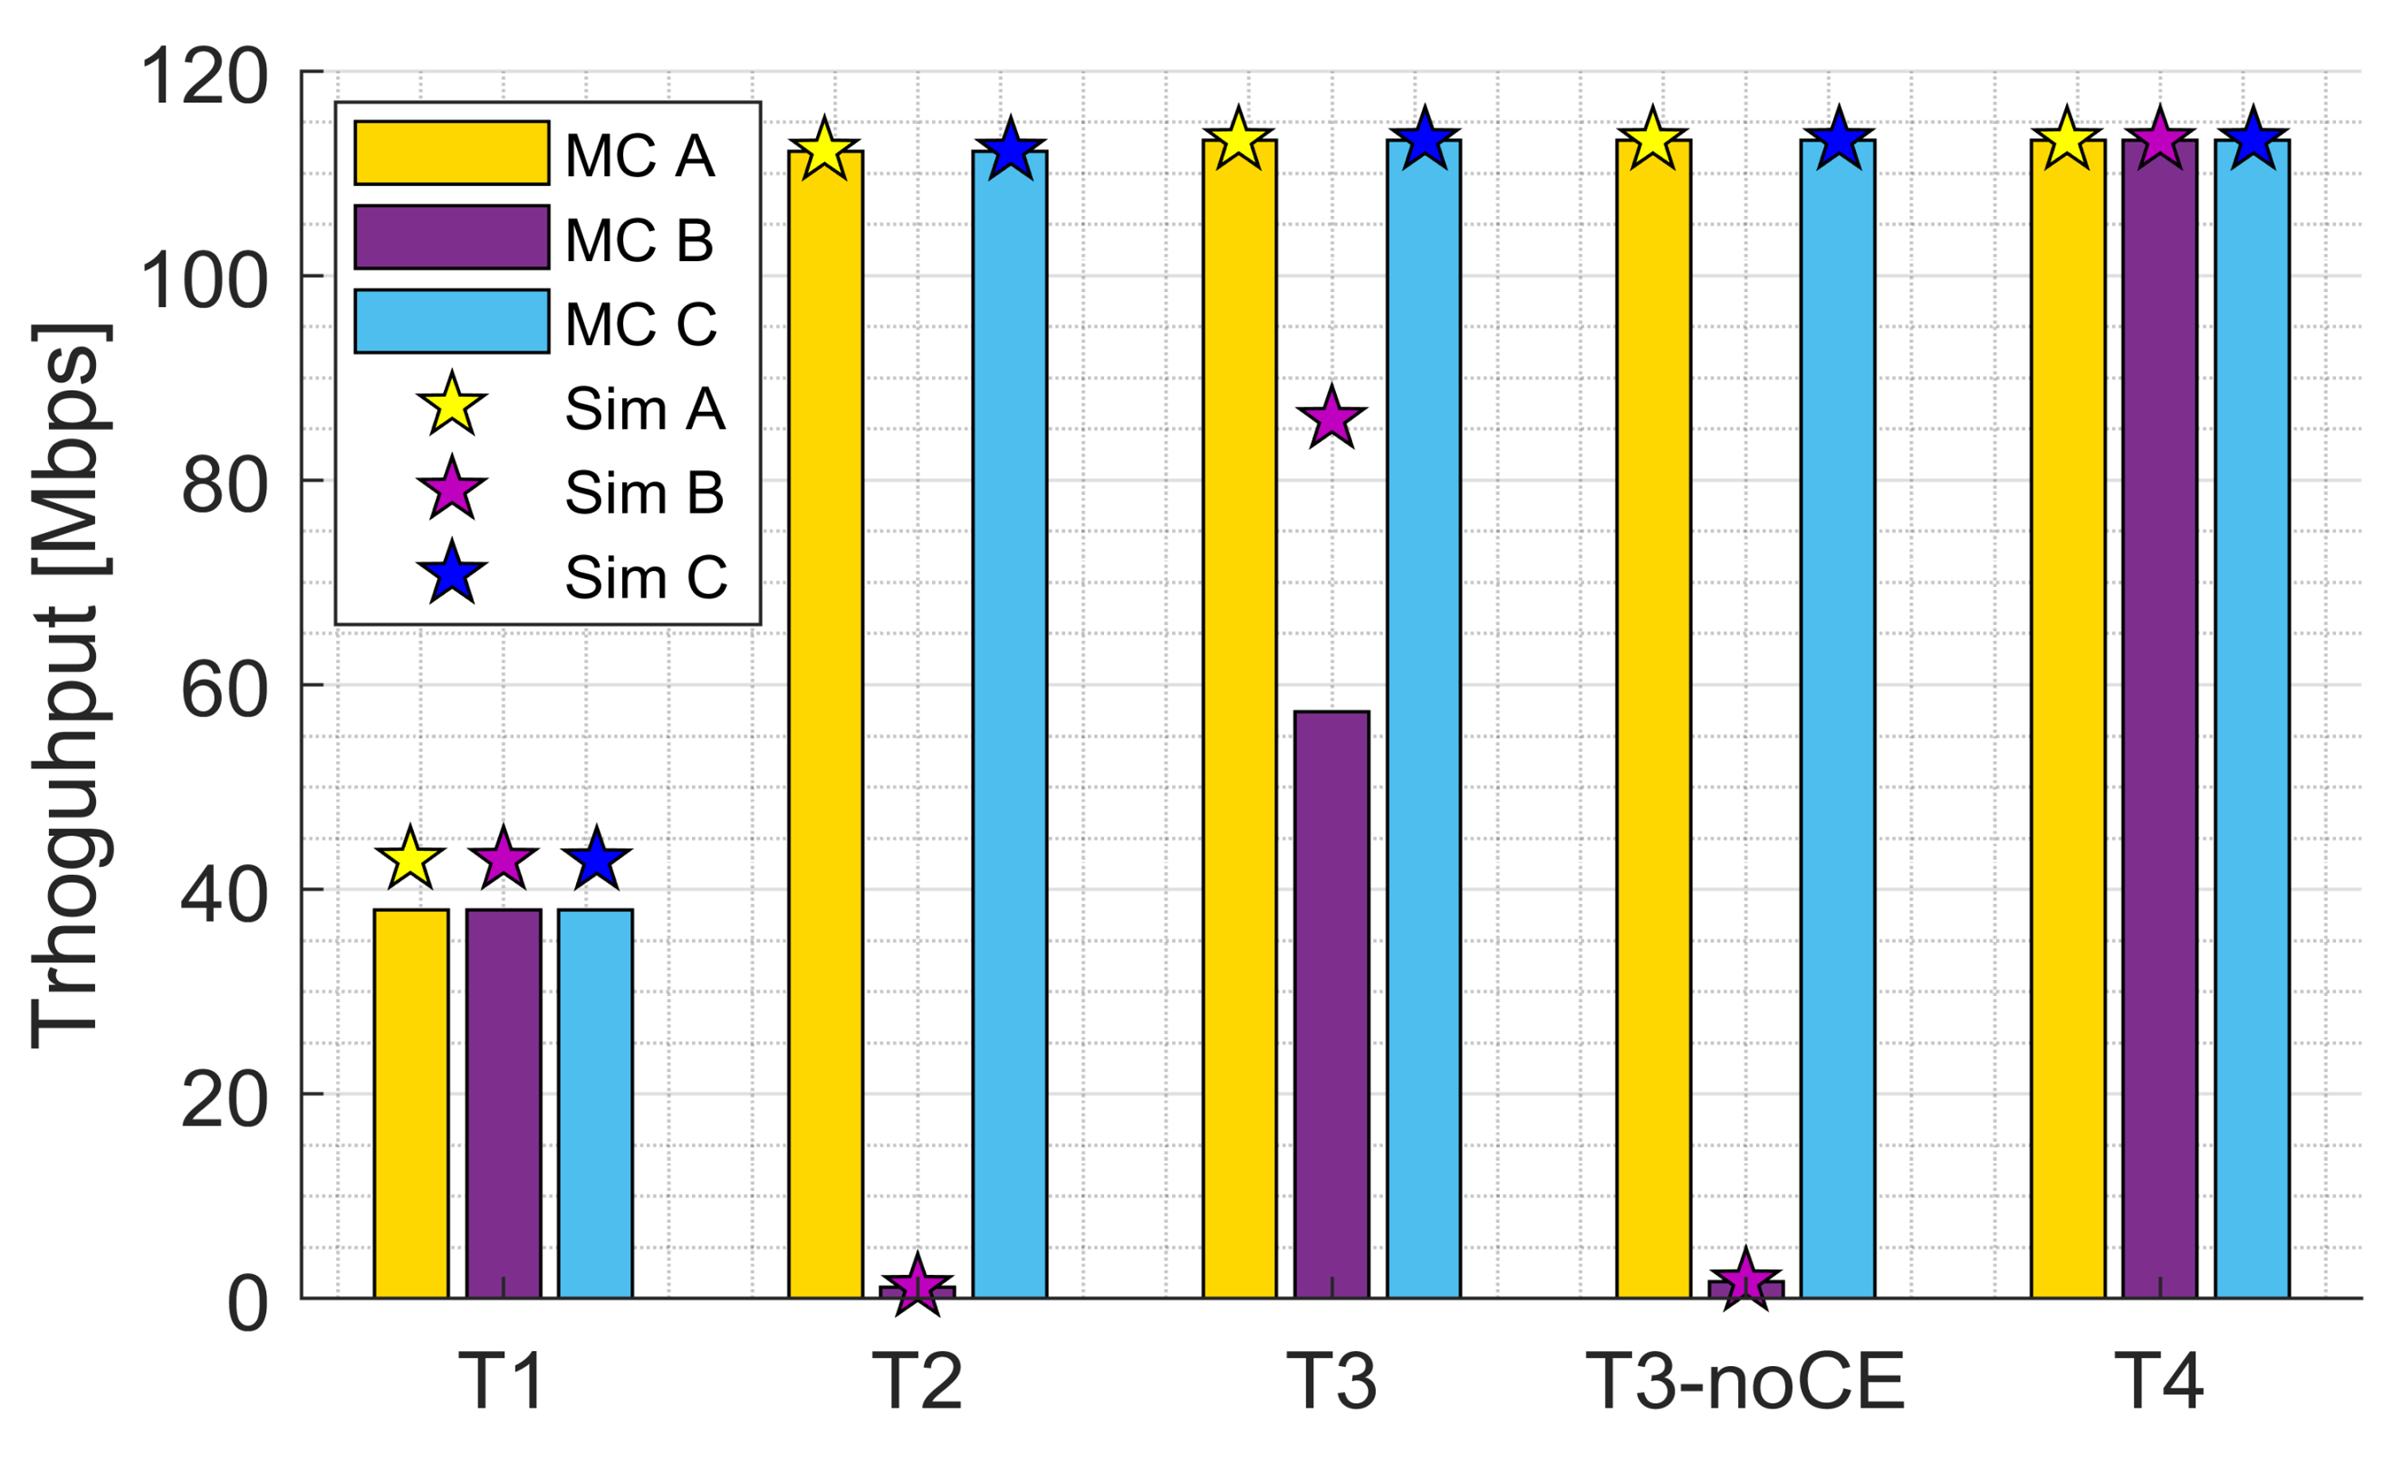 Trhoguhput [Mbps]
120
100
80
60
40
20
0
MC A
MC B
MC C
Sim A
Sim B
Sim C
T1 T2 T3 T3-noCE T4